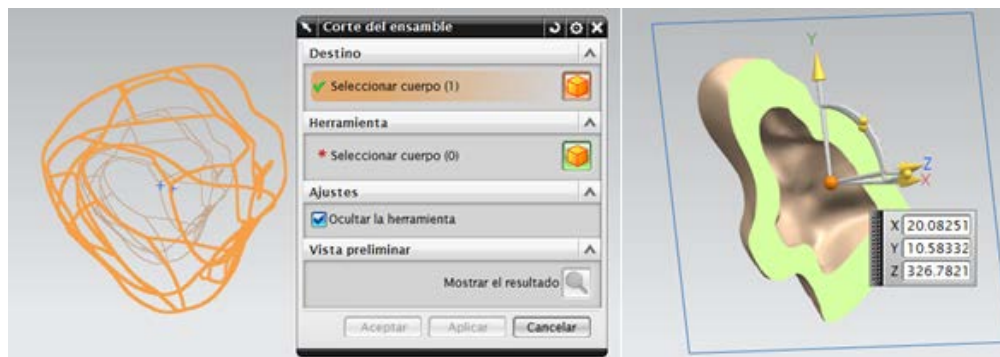 Corte del ensamble
Destino
Seleccionar cuerpo (1)
Herramienta
* Seleccionar cuerpo (0)
Ajustes
Ocultar la herramienta
Vista preliminar
Mostrar el resultado
Aceptar Aplicar Cancelar
Y
Z
X
X 20.08251
Y 10.58332
Z 326.7821